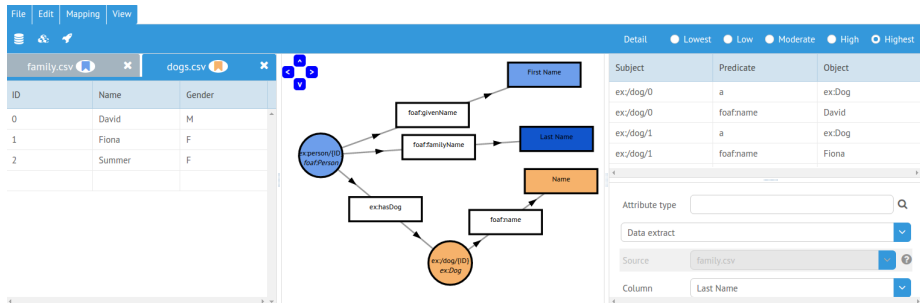 File Edit Mapping View
Detail Lowest Low Moderate High Highest
family.csv × dogs.csv ×
ID Name Gender
0 David M
1 Fiona F
2 Summer F
First Name
foaf:givenName
foaf:familyName
Last Name
ex:person/{ID}
foaf:Person
Name
ex:hasDog
foaf:name
ex:/dog/{ID}
ex:Dog
Subject Predicate Object
ex:/dog/0 a ex:Dog
ex:/dog/0 foaf:name David
ex:/dog/1 a ex:Dog
ex:/dog/1 foaf:name Fiona
Attribute type
Data extract
Source family.csv
Column Last Name